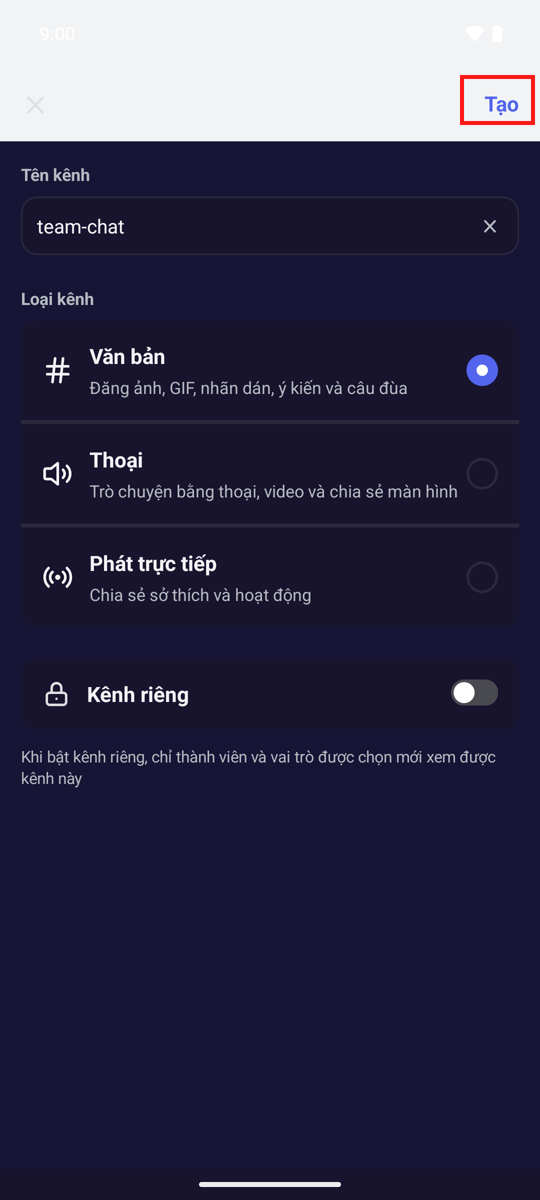 9:00
Tạo
Tên kênh
team-chat
Loại kênh
Văn bản
Đăng ảnh, GIF, nhãn dán, ý kiến và câu đùa
Thoại
Trò chuyện bằng thoại, video và chia sẻ màn hình
Phát trực tiếp
Chia sẻ sở thích và hoạt động
Kênh riêng
Khi bật kênh riêng, chỉ thành viên và vai trò được chọn mới xem được
kênh này